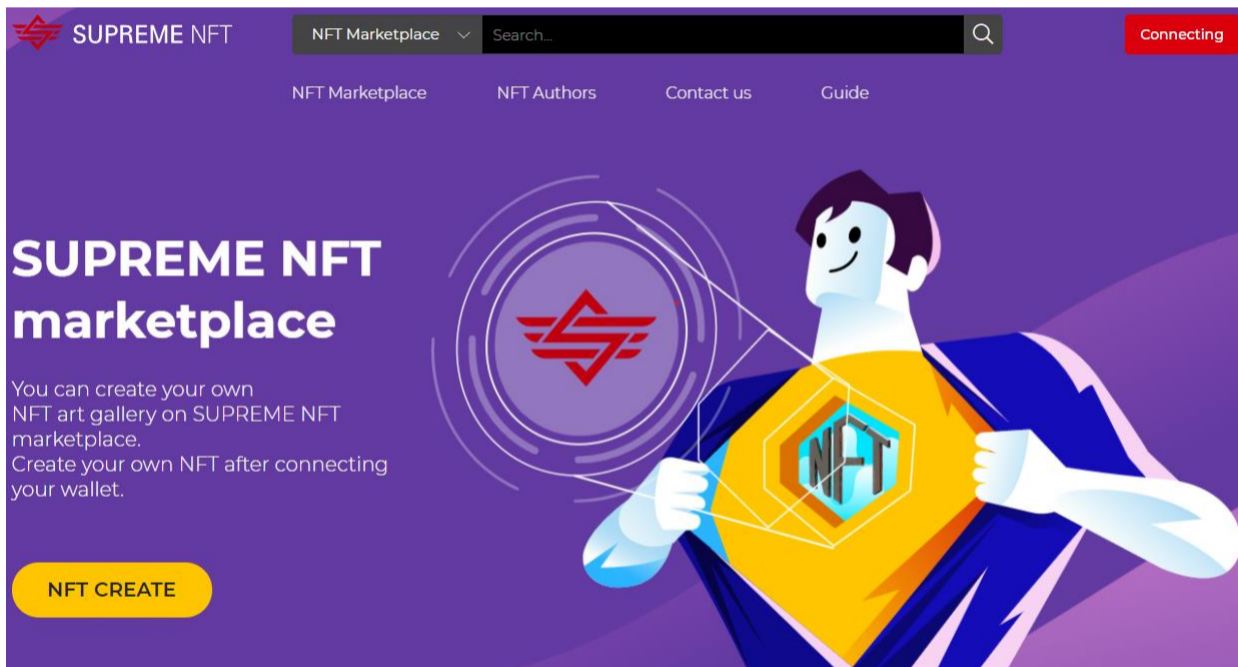 SUPREME NFT
NFT Marketplace
Search...
Connecting
NFT Marketplace
NFT Authors
Contact us
Guide
SUPREME NFT
marketplace
You can create your own
NFT art gallery on SUPREME NFT
marketplace.
Create your own NFT after connecting
your wallet.
NFT CREATE
NFT